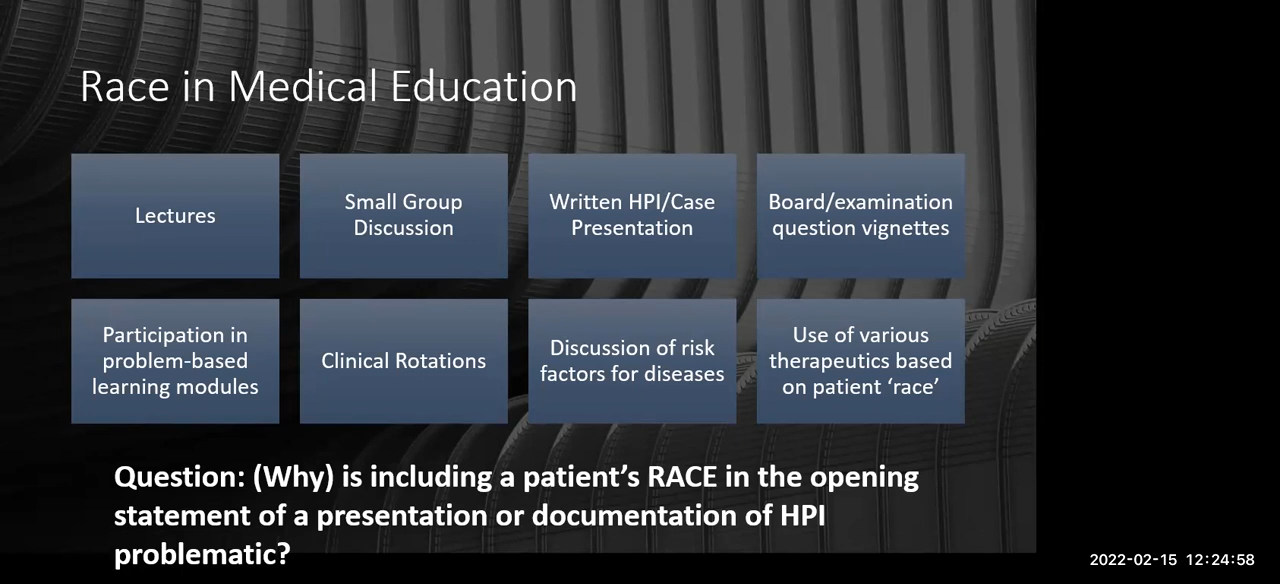 Race in Medical Education
Lectures
Small Group
Discussion
Written HPI/Case
Presentation
Board/examination
question vignettes
Participation in
problem-based
learning modules
Clinical Rotations
Discussion of risk
factors for diseases
Use of various
therapeutics based
on patient ‘race’
Question: (Why) is including a patient’s RACE in the opening
statement of a presentation or documentation of HPI
problematic?
2022-02-15 12:24:58